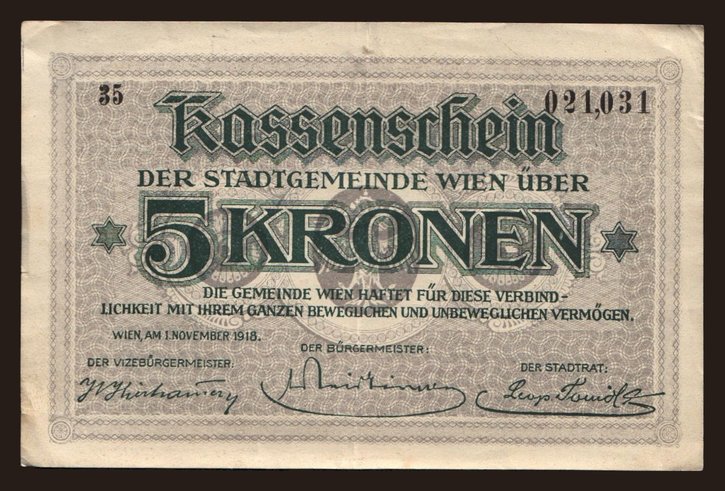 35 021,031
Kassenschein
DER STADTGEMEINDE WIEN ÜBER
5 KRONEN
DIE GEMEINDE WIEN HAFTET FÜR DIESE VERBIND-
LICHKEIT MIT IHREM GANZEN BEWEGLICHEN UND UNBEWEGLICHEN VERMÖGEN.
WIEN, AM 1. NOVEMBER 1918.
DER VIZEBÜRGERMEISTER: DER BÜRGERMEISTER: DER STADTRAT: